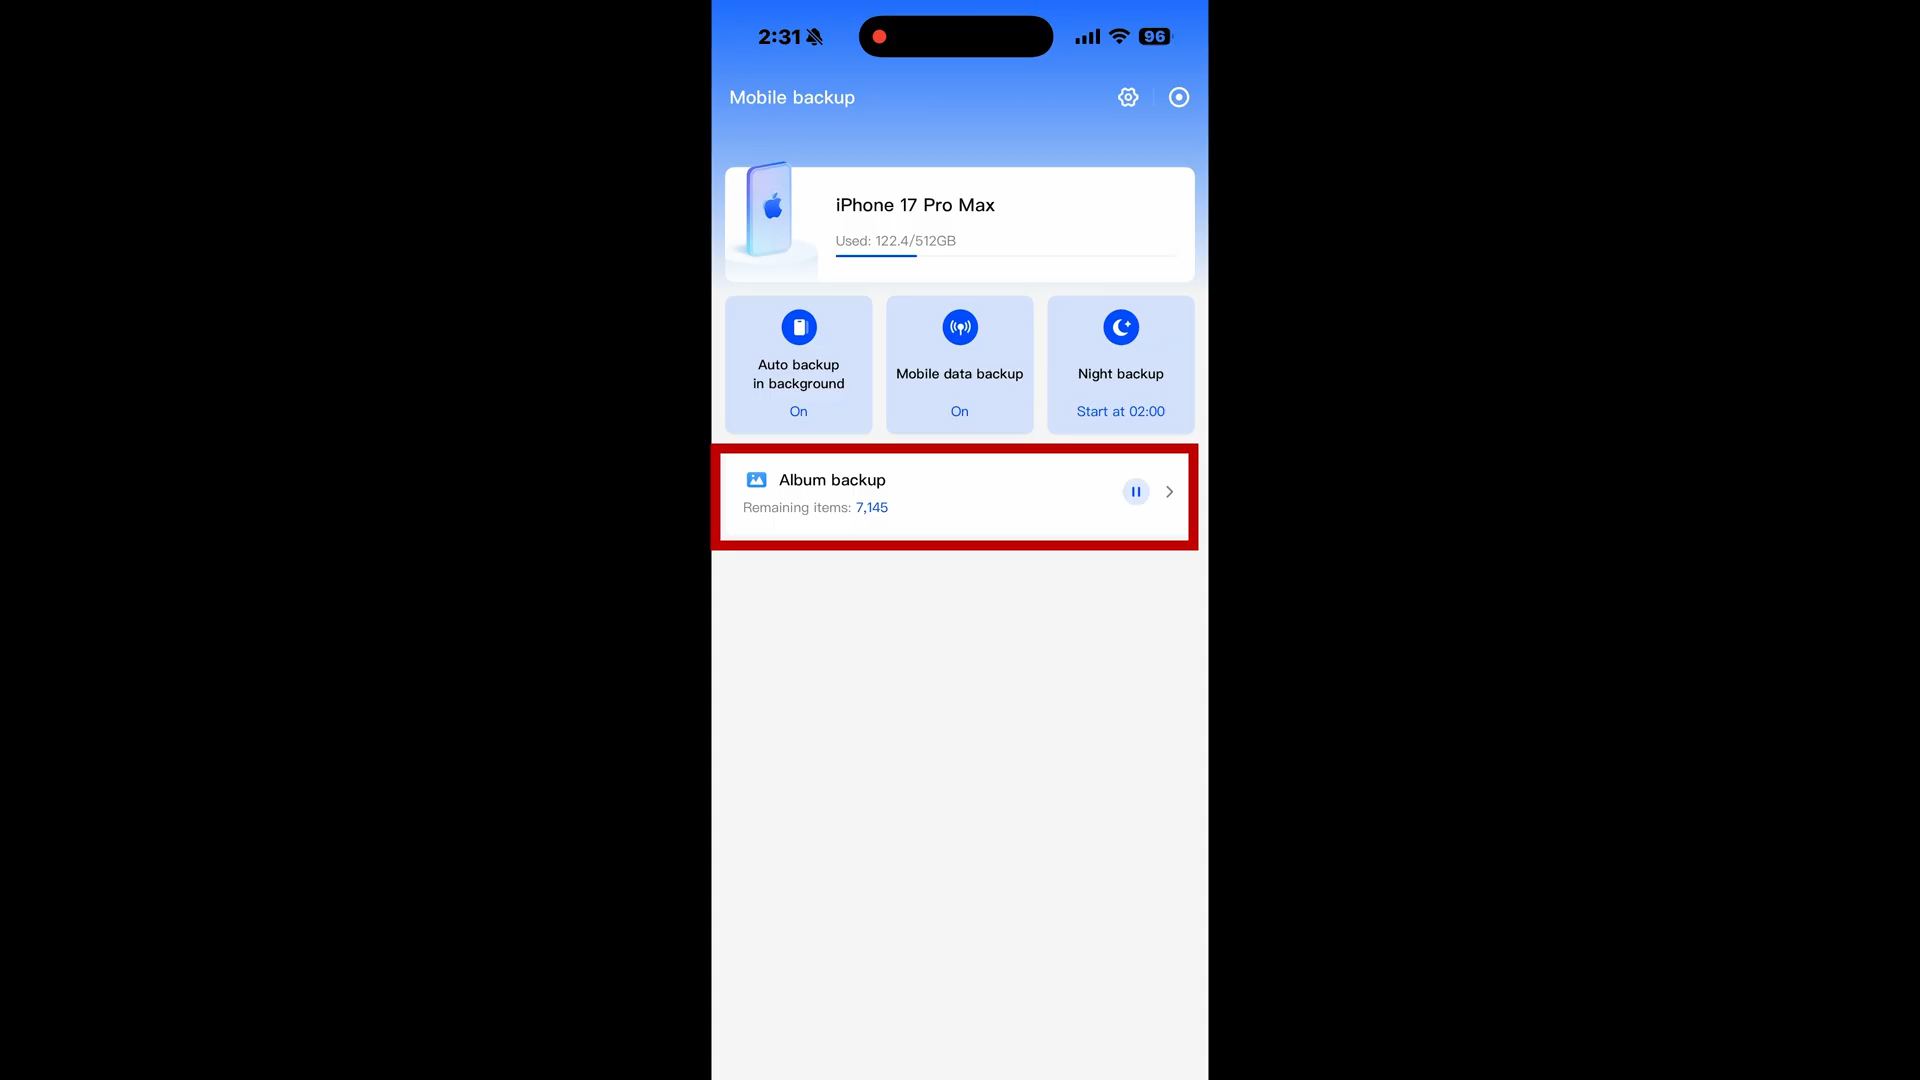 2:31
96
Mobile backup
iPhone 17 Pro Max
Used: 122.4/512GB
Auto backup
in background
On
Mobile data backup
On
Night backup
Start at 02:00
Album backup
Remaining items: 7,145